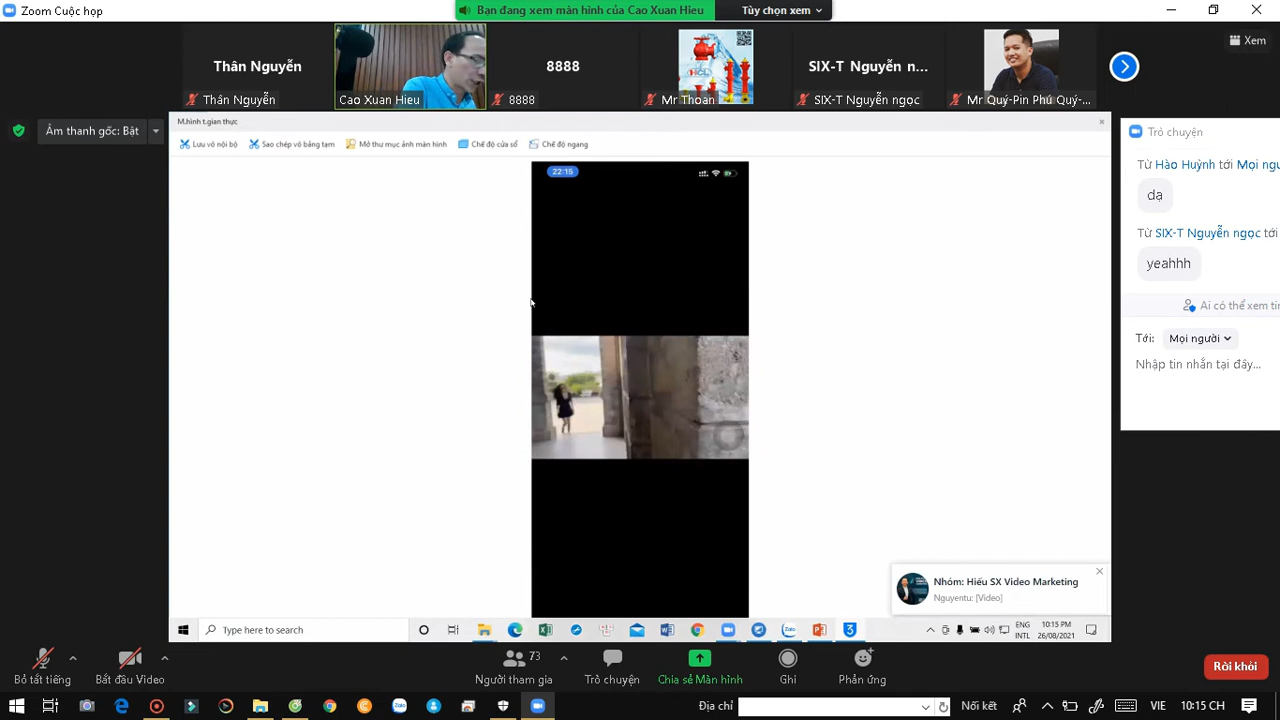 Zoom Cuộc họp
Bạn đang xem màn hình của Cao Xuan Hieu
Tùy chọn xem
Thân Nguyễn
8888
SIX-T Nguyễn n...
Xem
Thân Nguyễn
Cao Xuan Hieu
8888
Mr Thoan
SIX-T Nguyễn ngọc
Mr Quý-Pin Phú Quý-...
HCL
Âm thanh gốc: Bật
M.hình t.gian thực
Lưu vô nội bộ
Sao chép vô bảng tạm
Mở thư mục ảnh màn hình
Chế độ cửa sổ
Chế độ ngang
22:15
Trò chuyện
Từ Hào Huỳnh tới Mọi ngu
dạ
Từ SIX-T Nguyễn ngọc tới
yeahhh
Ai có thể xem tin
Tới: Mọi người
Nhập tin nhắn tại đây...
Nhóm: Hiếu SX Video Marketing
Nguyentu: [Video]
Type here to search
Zalo
ENG
INTL
10:15 PM
26/08/2021
Bỏ tắt tiếng
Bắt đầu Video
73
Người tham gia
Trò chuyện
Chia sẻ Màn hình
Ghi
Phản ứng
Rời khỏi
Zalo
Địa chỉ
Nối kết
VIE
10:15 CH